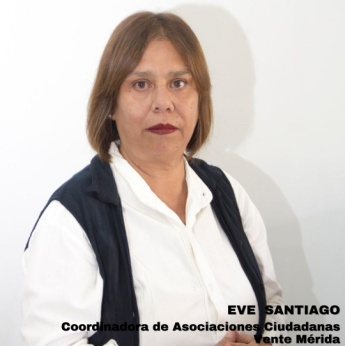 EVE SANTIAGO
Coordinadora de Asociaciones Ciudadanas
Vente Mérida